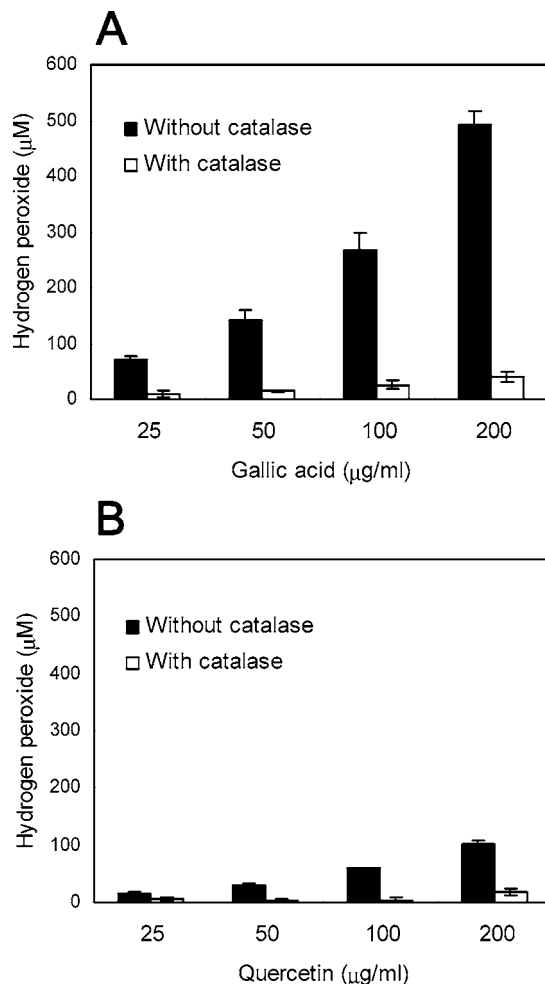 A
600
500
400
300
200
100
0
Hydrogen peroxide (μM)
Without catalase
With catalase
25 50 100 200
Gallic acid (μg/ml)
B
600
500
400
300
200
100
0
Hydrogen peroxide (μM)
Without catalase
With catalase
25 50 100 200
Quercetin (μg/ml)